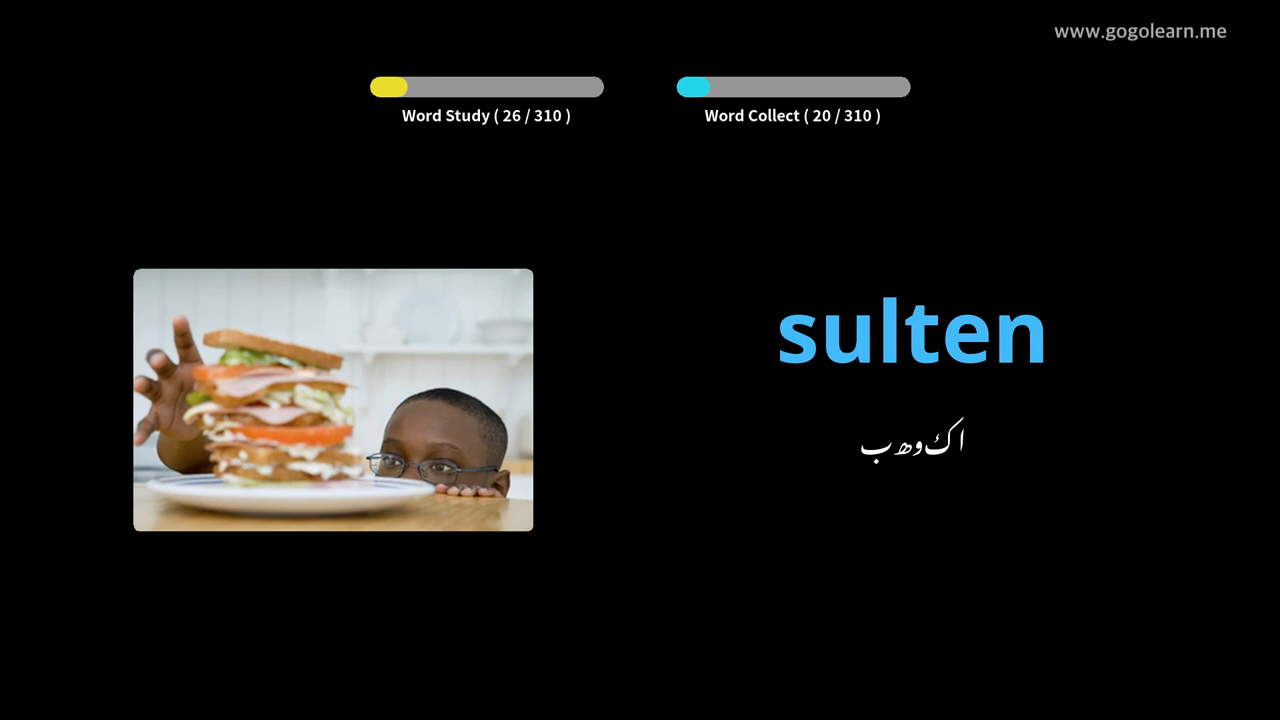 www.gogolearn.me
Word Study ( 26 / 310 )
Word Collect ( 20 / 310 )
sulten
اکوھب